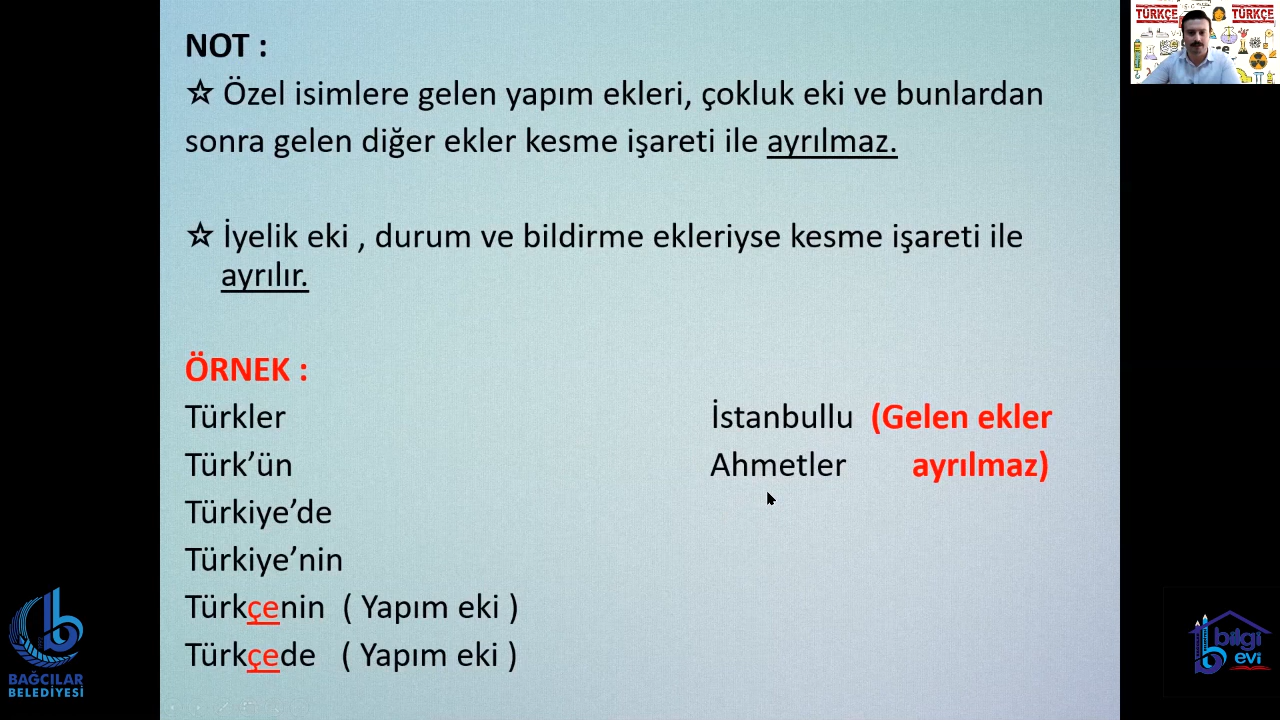 NOT :
☆ Özel isimlere gelen yapım ekleri, çokluk eki ve bunlardan
sonra gelen diğer ekler kesme işareti ile ayrılmaz.
☆ İyelik eki , durum ve bildirme ekleriyse kesme işareti ile
ayrılır.
ÖRNEK :
Türkler
Türk’ün
Türkiye’de
Türkiye’nin
Türkçenin ( Yapım eki )
Türkçede ( Yapım eki )
İstanbullu (Gelen ekler
Ahmetler ayrılmaz)
TÜRKÇE
TÜRKÇE
BAĞCILAR
BELEDİYESİ
bilgi
evi